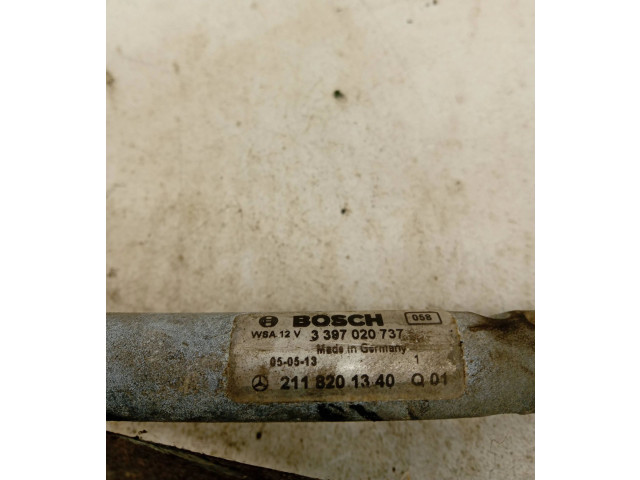 BOSCH 058
WSA 12 V 3 397 020 737
Made in Germany
05-05-13 1
211 820 13 40 Q 01